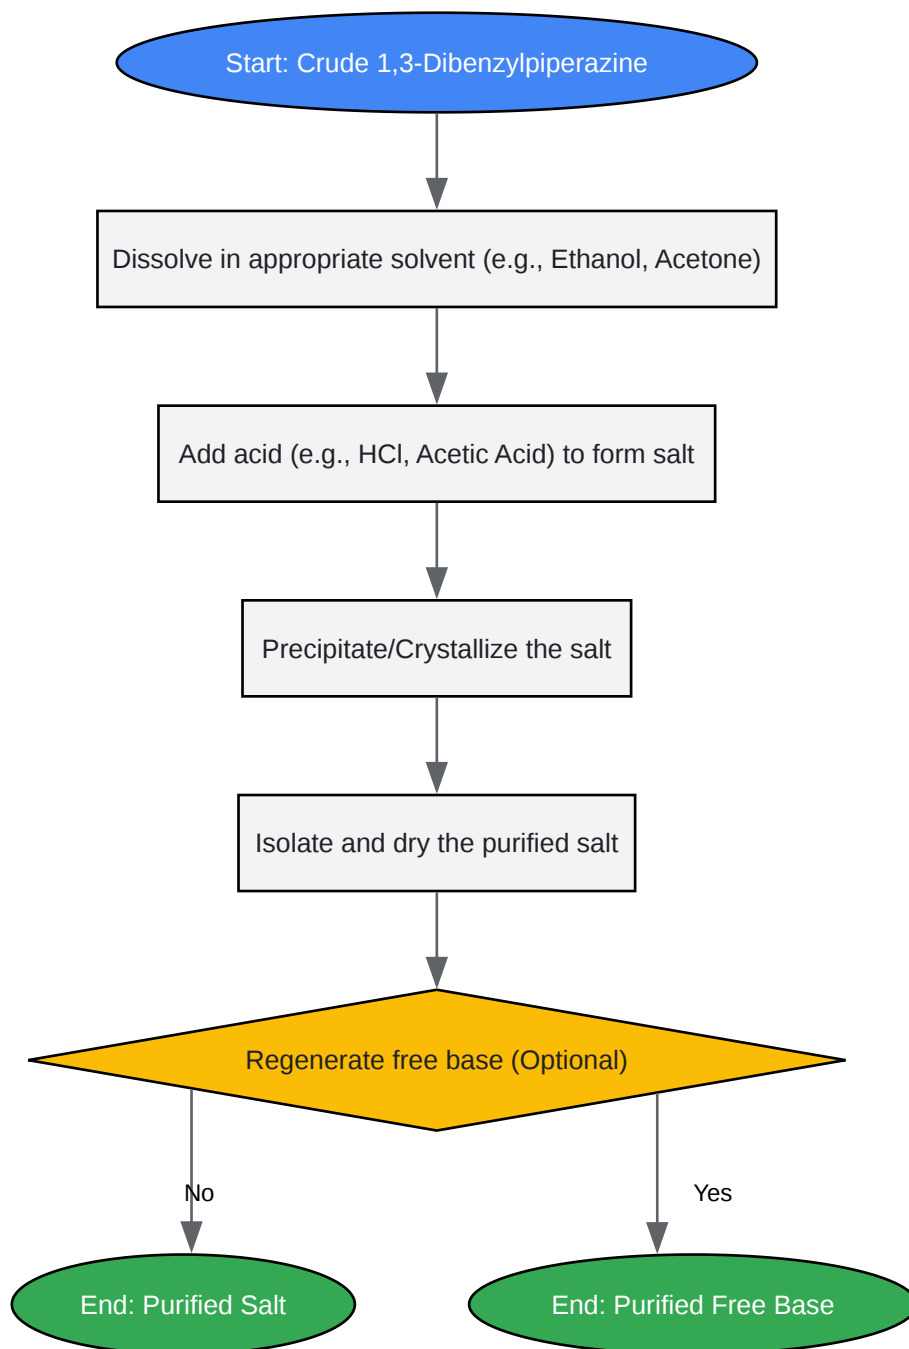 Start: Crude 1,3-Dibenzylpiperazine
Dissolve in appropriate solvent (e.g., Ethanol, Acetone)
Add acid (e.g., HCl, Acetic Acid) to form salt
Precipitate/Crystallize the salt
Isolate and dry the purified salt
Regenerate free base (Optional)
No
Yes
End: Purified Salt
End: Purified Free Base